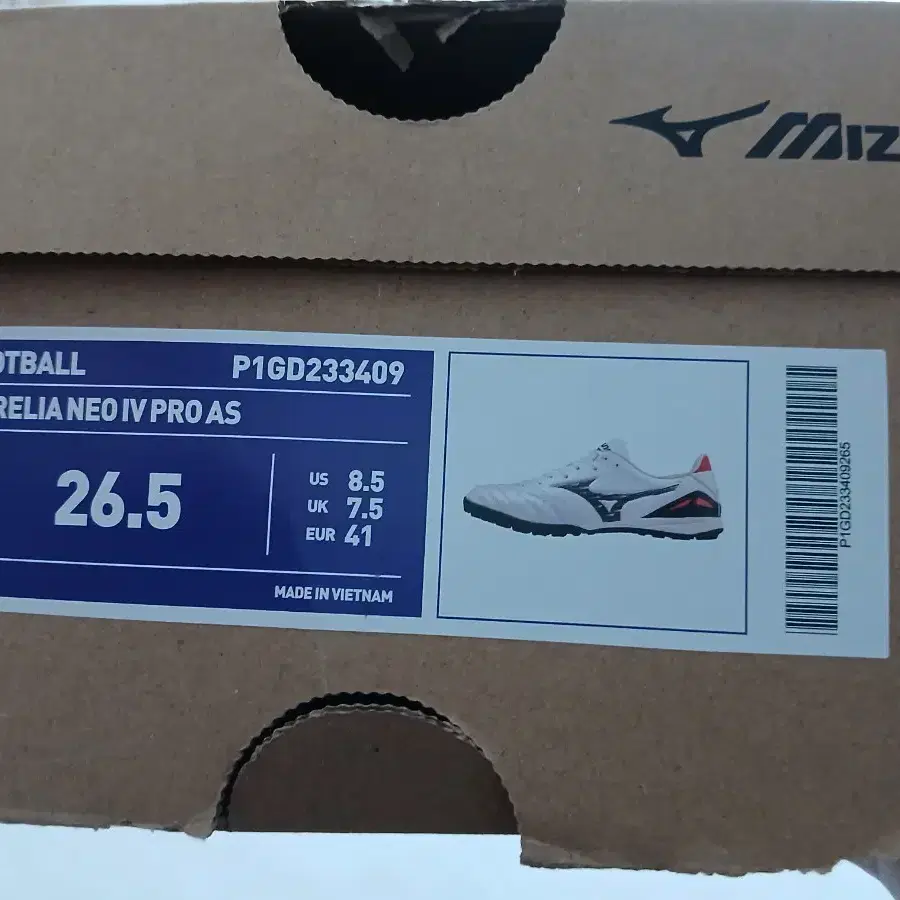 MIZ
OTBALL
P1GD233409
RELIA NEO IV PRO AS
26.5
US 8.5
UK 7.5
EUR 41
MADE IN VIETNAM
P1GD233409265